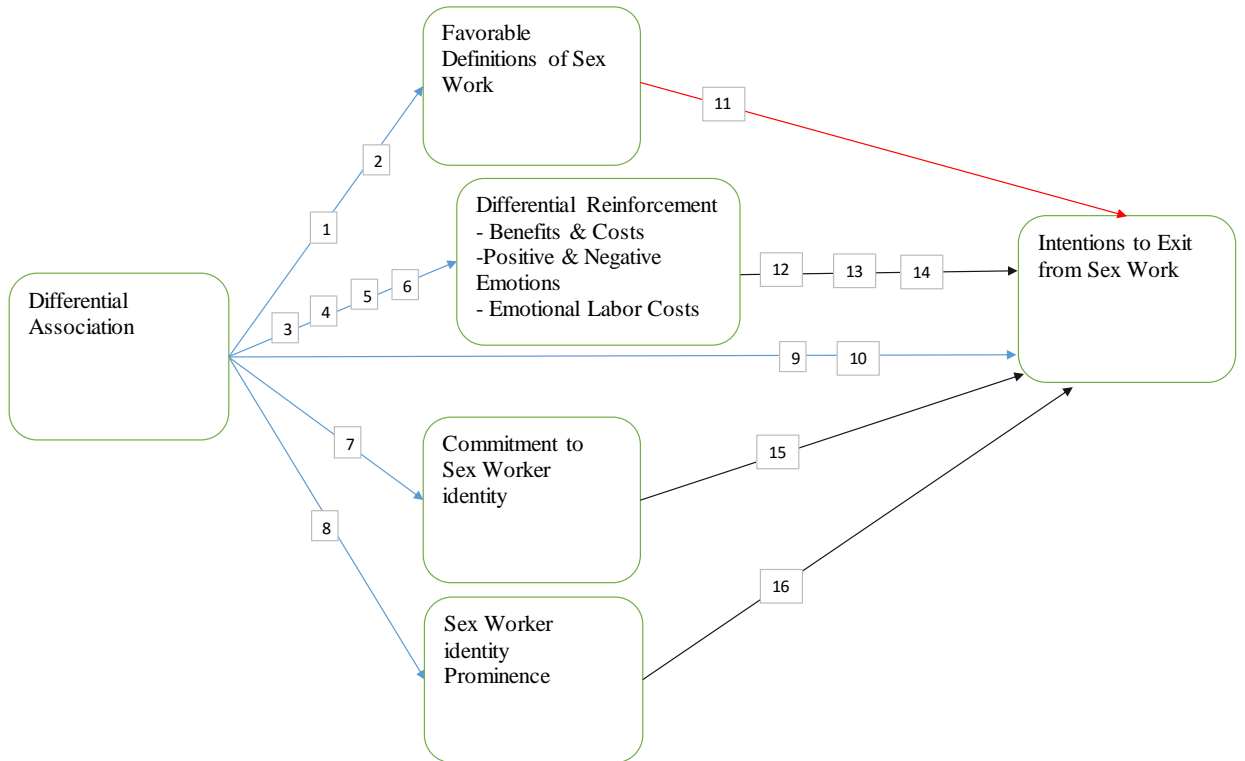 Favorable
Definitions of Sex
Work
11
2
1
Differential Reinforcement
- Benefits & Costs
-Positive & Negative
Emotions
- Emotional Labor Costs
12
13
14
Intentions to Exit
from Sex Work
Differential
Association
3
4
5
6
9
10
7
Commitment to
Sex Worker
identity
15
8
Sex Worker
identity
Prominence
16